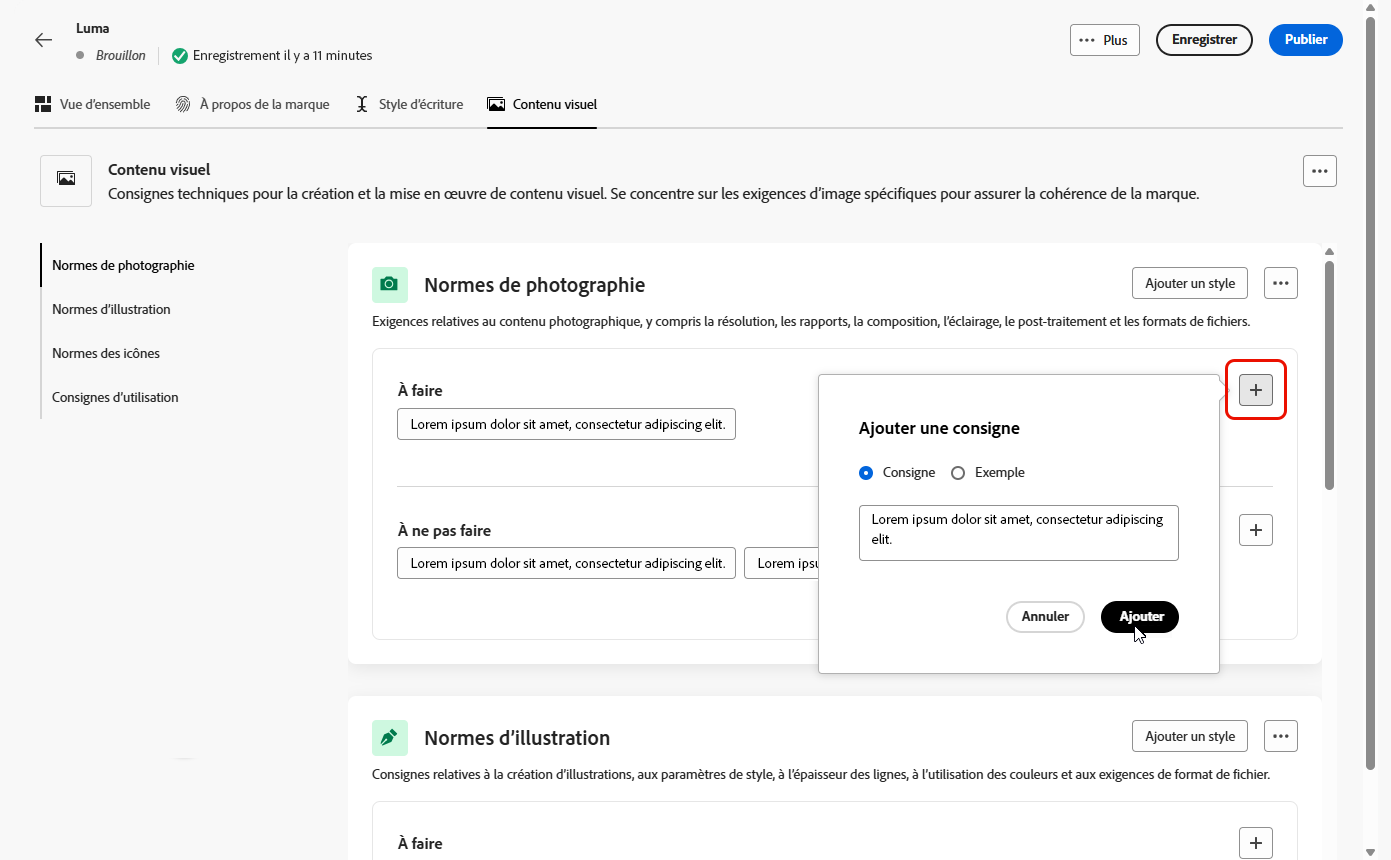 Luma
Brouillon
Enregistrement il y a 11 minutes
Plus
Enregistrer
Publier
Vue d’ensemble
À propos de la marque
Style d’écriture
Contenu visuel
Contenu visuel
Consignes techniques pour la création et la mise en œuvre de contenu visuel. Se concentre sur les exigences d’image spécifiques pour assurer la cohérence de la marque.
Normes de photographie
Normes d’illustration
Normes des icônes
Consignes d’utilisation
Normes de photographie
Ajouter un style
Exigences relatives au contenu photographique, y compris la résolution, les rapports, la composition, l’éclairage, le post-traitement et les formats de fichiers.
À faire
Lorem ipsum dolor sit amet, consectetur adipiscing elit.
À ne pas faire
Lorem ipsum dolor sit amet, consectetur adipiscing elit.
Lorem ipsu
Ajouter une consigne
Consigne
Exemple
Lorem ipsum dolor sit amet, consectetur adipiscing
elit.
Annuler
Ajouter
Normes d’illustration
Ajouter un style
Consignes relatives à la création d’illustrations, aux paramètres de style, à l’épaisseur des lignes, à l’utilisation des couleurs et aux exigences de format de fichier.
À faire